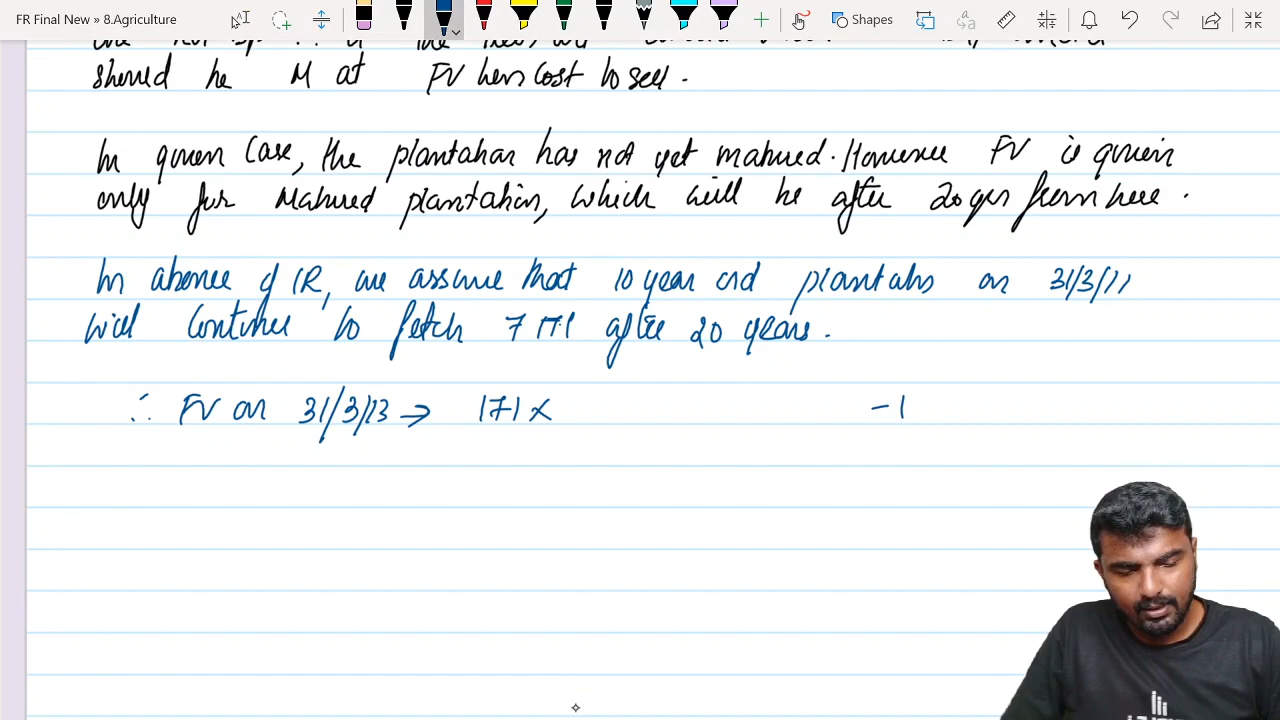 FR Final New » 8.Agriculture
Shapes
should be M at FV less Cost to sell.
In given Case, the plantation has not yet matured. However FV is given
only for Matured plantation, which will be after 20 yrs from here.
In absence of IR, we assume that 10 year old plantations on 31/3/11
will continue to fetch 171 after 20 years.
∴ FV on 31/3/13 → 171 x -1